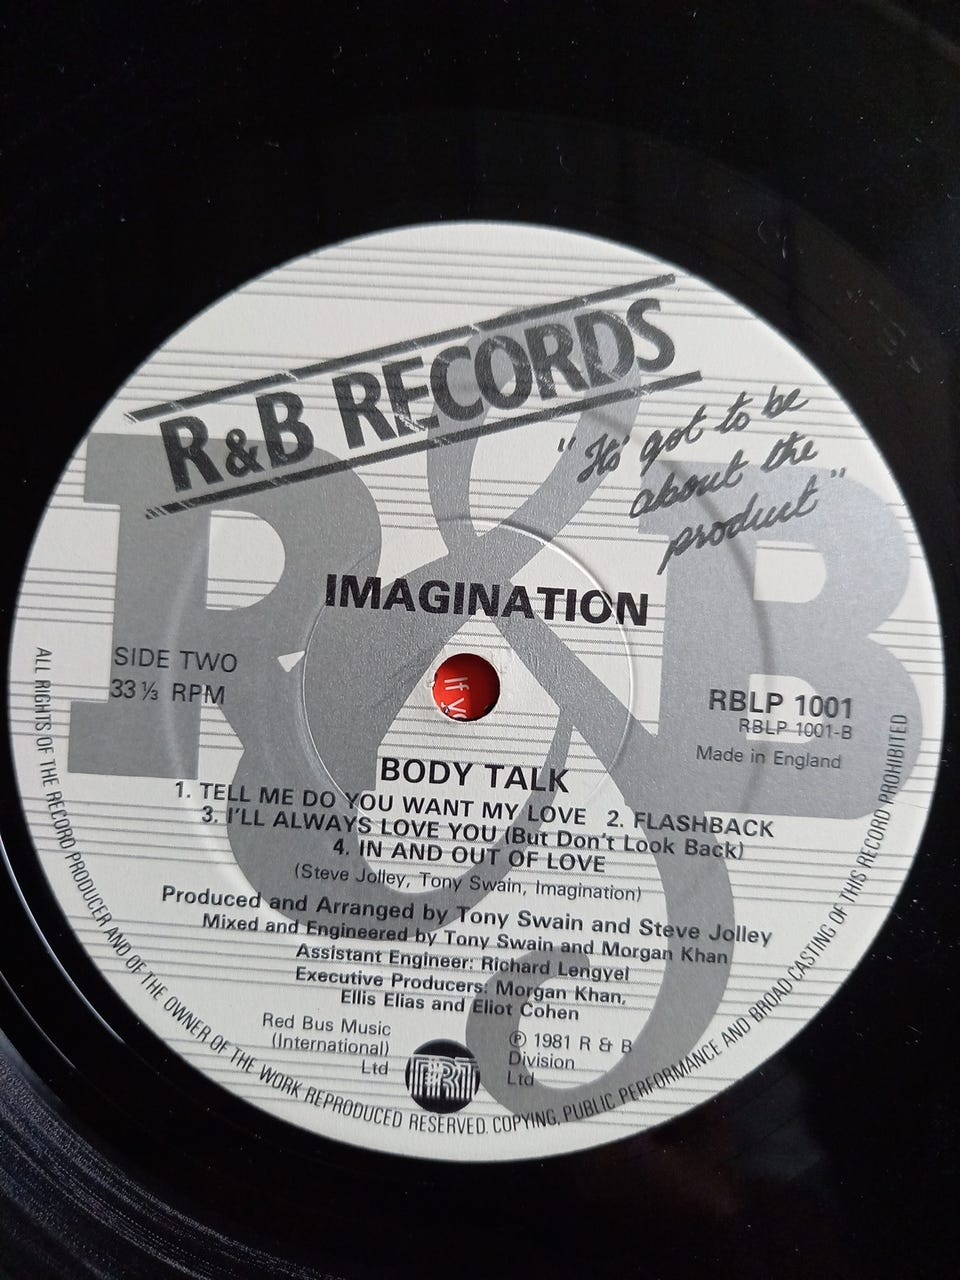 R&B RECORDS
"Its' got to be
about the
product"
R&B
IMAGINATION
SIDE TWO
33⅓ RPM
If yo
RBLP 1001
RBLP 1001-B
Made in England
BODY TALK
1. TELL ME DO YOU WANT MY LOVE 2. FLASHBACK
3. I'LL ALWAYS LOVE YOU (But Don't Look Back)
4. IN AND OUT OF LOVE
(Steve Jolley, Tony Swain, Imagination)
Produced and Arranged by Tony Swain and Steve Jolley
Mixed and Engineered by Tony Swain and Morgan Khan
Assistant Engineer: Richard Lengyel
Executive Producers: Morgan Khan,
Ellis Elias and Eliot Cohen
Red Bus Music
(International)
Ltd
Ⓟ 1981 R & B
Division
Ltd
ALL RIGHTS OF THE RECORD PRODUCER AND OF THE OWNER OF THE WORK REPRODUCED RESERVED. COPYING, PUBLIC PERFORMANCE AND BROADCASTING OF THIS RECORD PROHIBITED